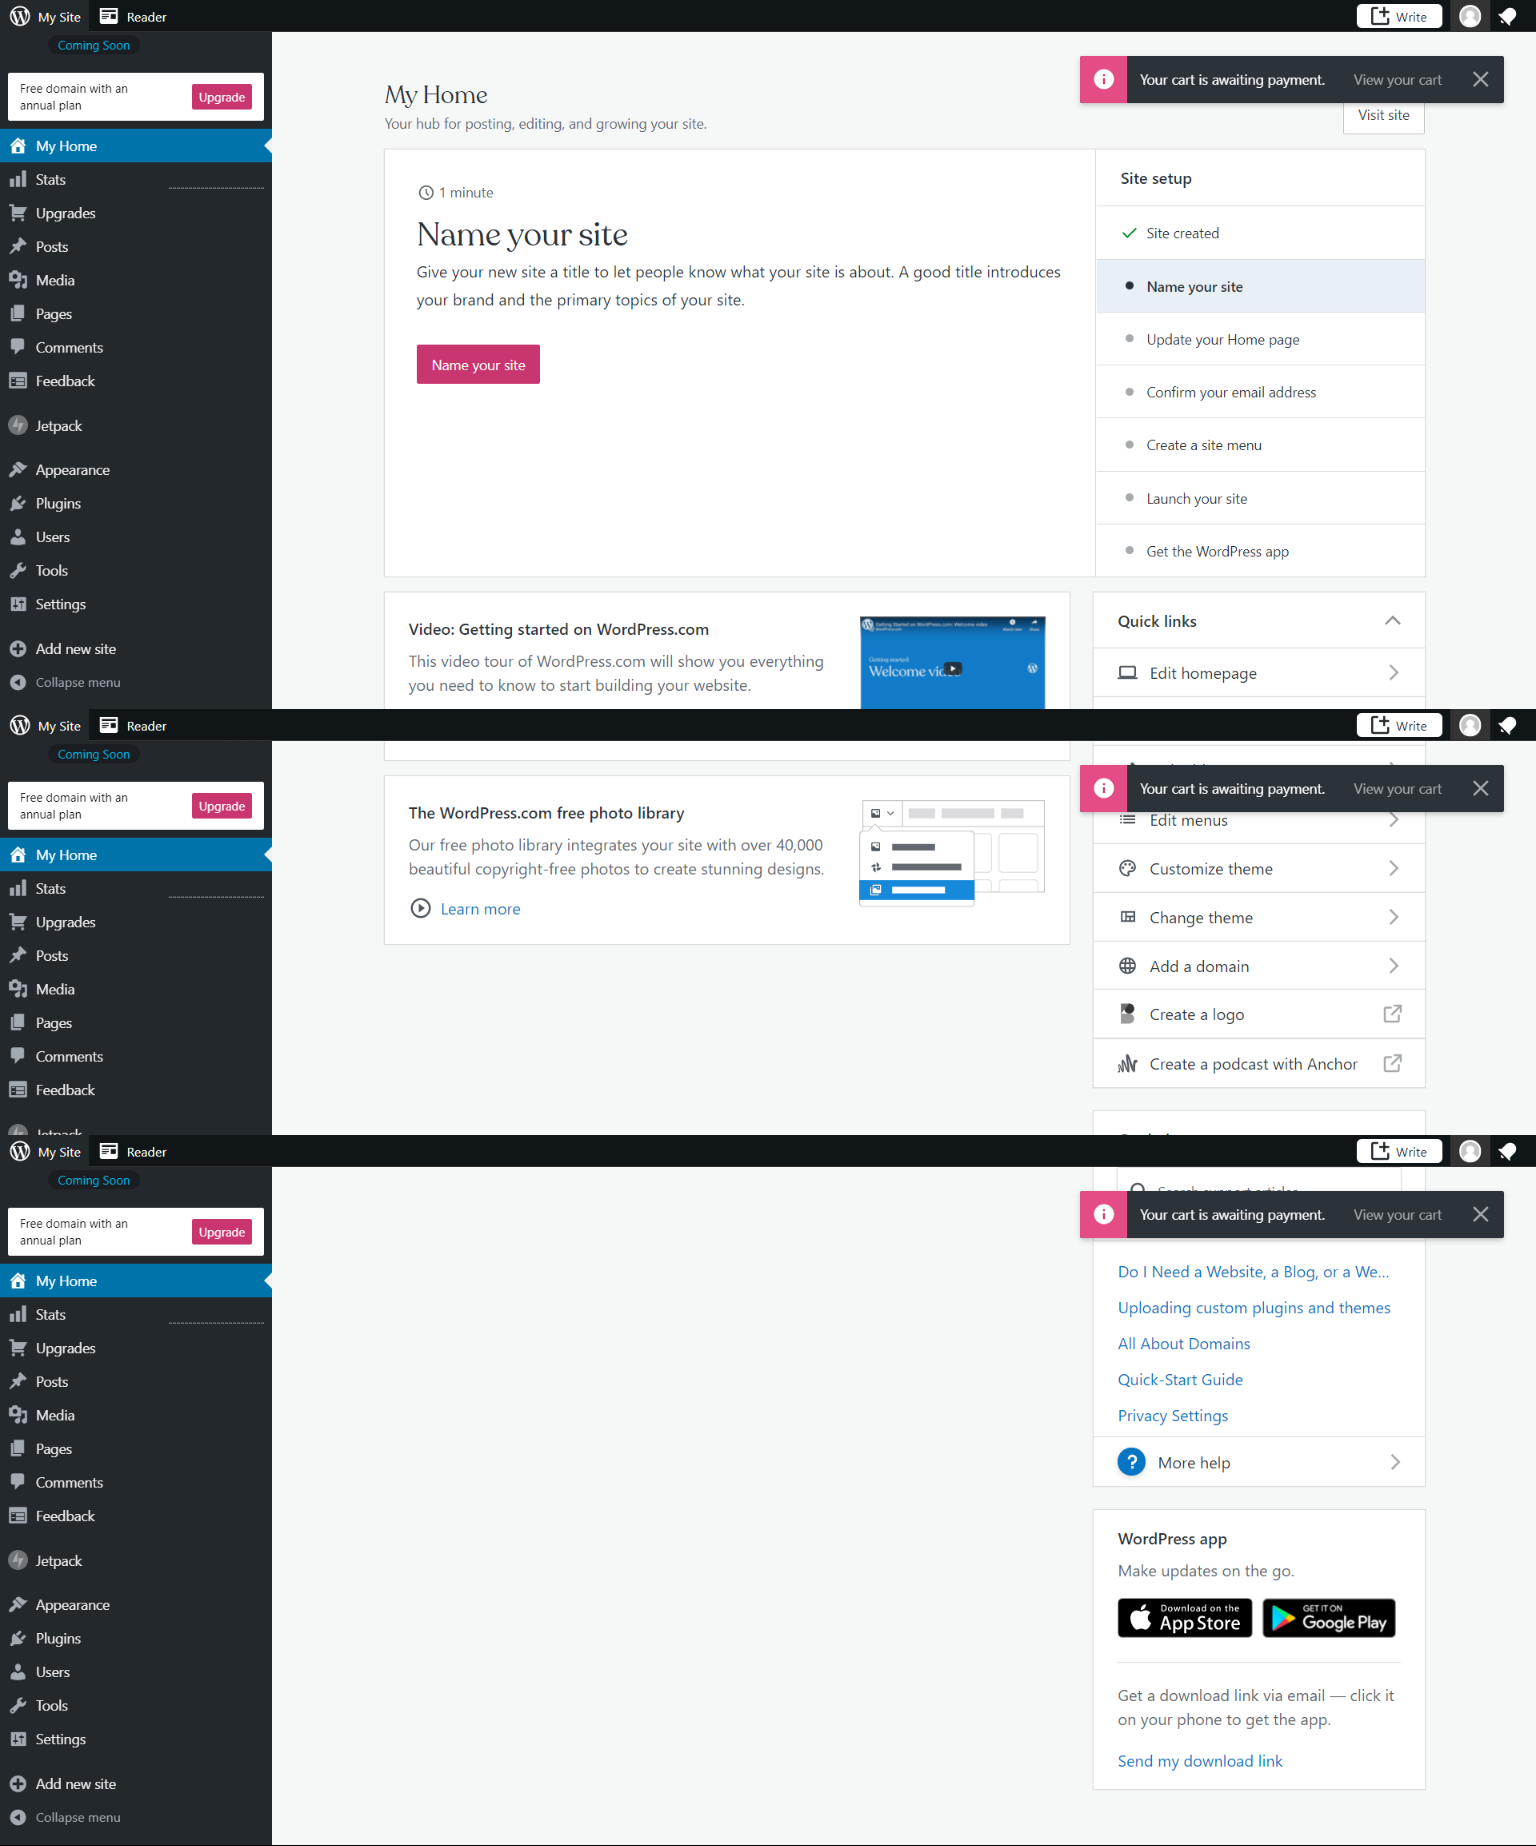 My Site
Reader
Write
Coming Soon
Free domain with an
annual plan
Upgrade
My Home
Stats
Upgrades
Posts
Media
Pages
Comments
Feedback
Jetpack
Appearance
Plugins
Users
Tools
Settings
Add new site
Collapse menu
My Home
Your hub for posting, editing, and growing your site.
Your cart is awaiting payment.
View your cart
Visit site
1 minute
Name your site
Give your new site a title to let people know what your site is about. A good title introduces
your brand and the primary topics of your site.
Name your site
Site setup
Site created
Name your site
Update your Home page
Confirm your email address
Create a site menu
Launch your site
Get the WordPress app
Video: Getting started on WordPress.com
This video tour of WordPress.com will show you everything
you need to know to start building your website.
Getting started on WordPress.com: Welcome video
Getting started:
Welcome
Quick links
Edit homepage
My Site
Reader
Write
Coming Soon
Free domain with an
annual plan
Upgrade
My Home
Stats
Upgrades
Posts
Media
Pages
Comments
Feedback
Jetpack
The WordPress.com free photo library
Our free photo library integrates your site with over 40,000
beautiful copyright-free photos to create stunning designs.
Learn more
Your cart is awaiting payment.
View your cart
Edit menus
Customize theme
Change theme
Add a domain
Create a logo
Create a podcast with Anchor
My Site
Reader
Write
Coming Soon
Free domain with an
annual plan
Upgrade
My Home
Stats
Upgrades
Posts
Media
Pages
Comments
Feedback
Jetpack
Appearance
Plugins
Users
Tools
Settings
Add new site
Collapse menu
Search support articles
Your cart is awaiting payment.
View your cart
Do I Need a Website, a Blog, or a We...
Uploading custom plugins and themes
All About Domains
Quick-Start Guide
Privacy Settings
More help
WordPress app
Make updates on the go.
Download on the
App Store
GET IT ON
Google Play
Get a download link via email — click it
on your phone to get the app.
Send my download link